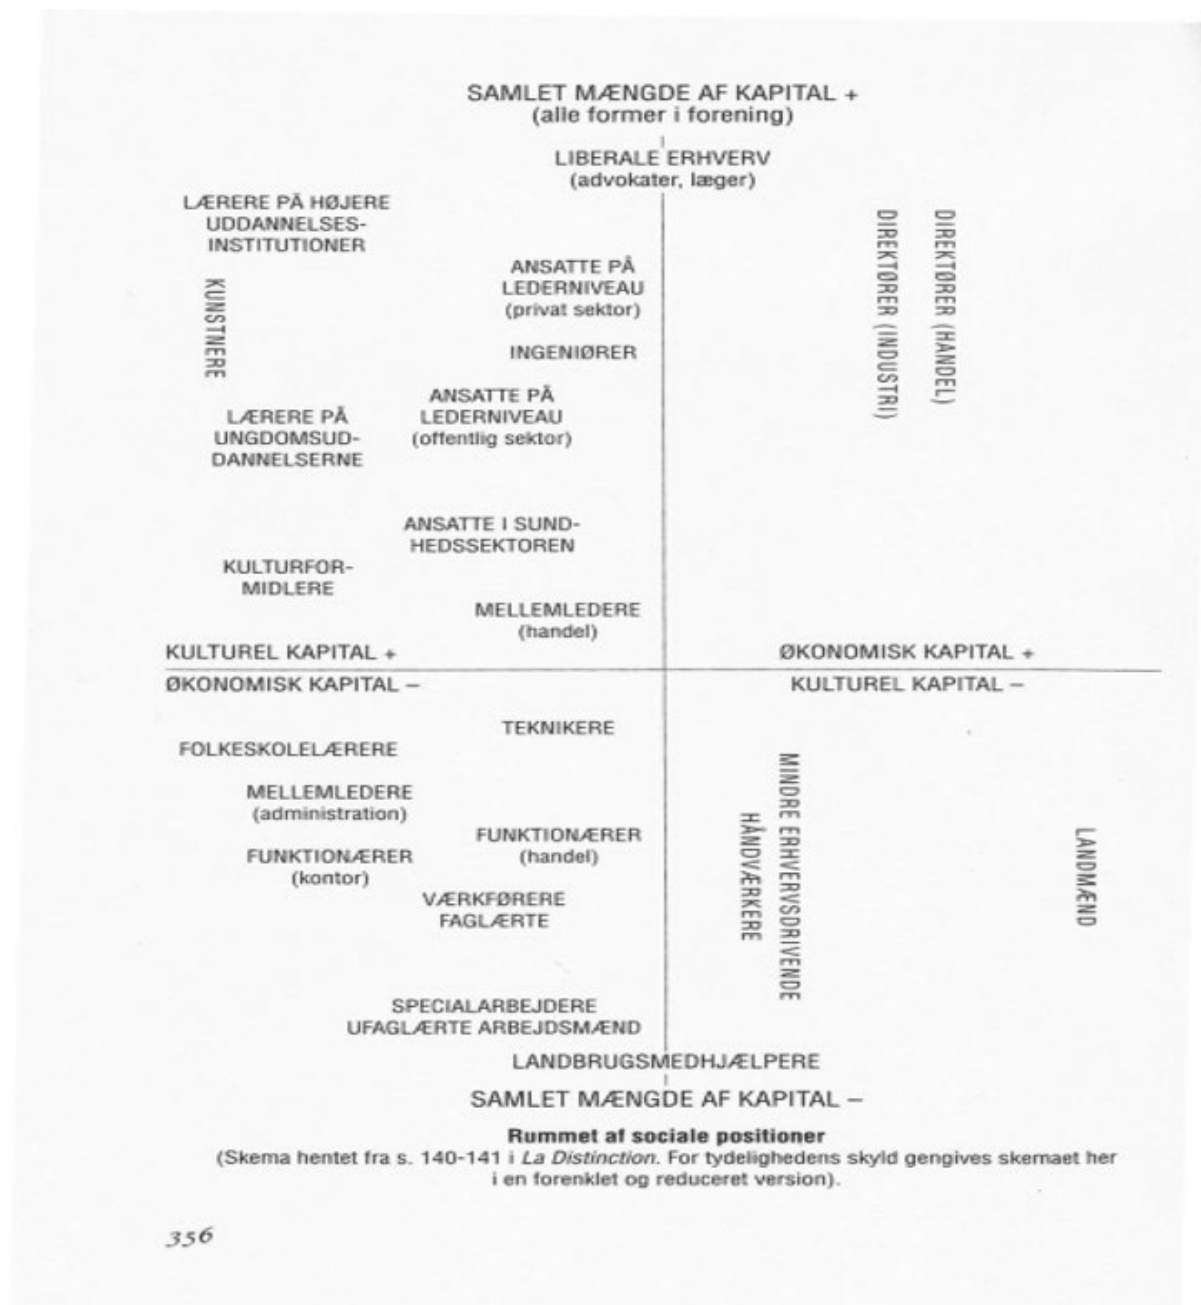 SAMLET MÆNGDE AF KAPITAL +
(alle former i forening)
LIBERALE ERHVERV
(advokater, læger)
LÆRERE PÅ HØJERE
UDDANNELSES-
INSTITUTIONER
KUNSTNERE
ANSATTE PÅ
LEDERNIVEAU
(privat sektor)
INGENIØRER
DIREKTØRER (INDUSTRI)
DIREKTØRER (HANDEL)
LÆRERE PÅ
UNGDOMSUD-
DANNELSERNE
ANSATTE PÅ
LEDERNIVEAU
(offentlig sektor)
ANSATTE I SUND-
HEDSSEKTOREN
KULTURFOR-
MIDLERE
MELLEMLEDERE
(handel)
KULTUREL KAPITAL +
ØKONOMISK KAPITAL +
ØKONOMISK KAPITAL –
KULTUREL KAPITAL –
TEKNIKERE
FOLKESKOLELÆRERE
MELLEMLEDERE
(administration)
FUNKTIONÆRER
(handel)
FUNKTIONÆRER
(kontor)
VÆRKFØRERE
FAGLÆRTE
HÅNDVÆRKERE
MINDRE ERHVERVSDRIVENDE
LANDMÆND
SPECIALARBEJDERE
UFAGLÆRTE ARBEJDSMÆND
LANDBRUGSMEDHJÆLPERE
SAMLET MÆNGDE AF KAPITAL –
Rummet af sociale positioner
(Skema hentet fra s. 140-141 i La Distinction. For tydelighedens skyld gengives skemaet her
i en forenklet og reduceret version).
356